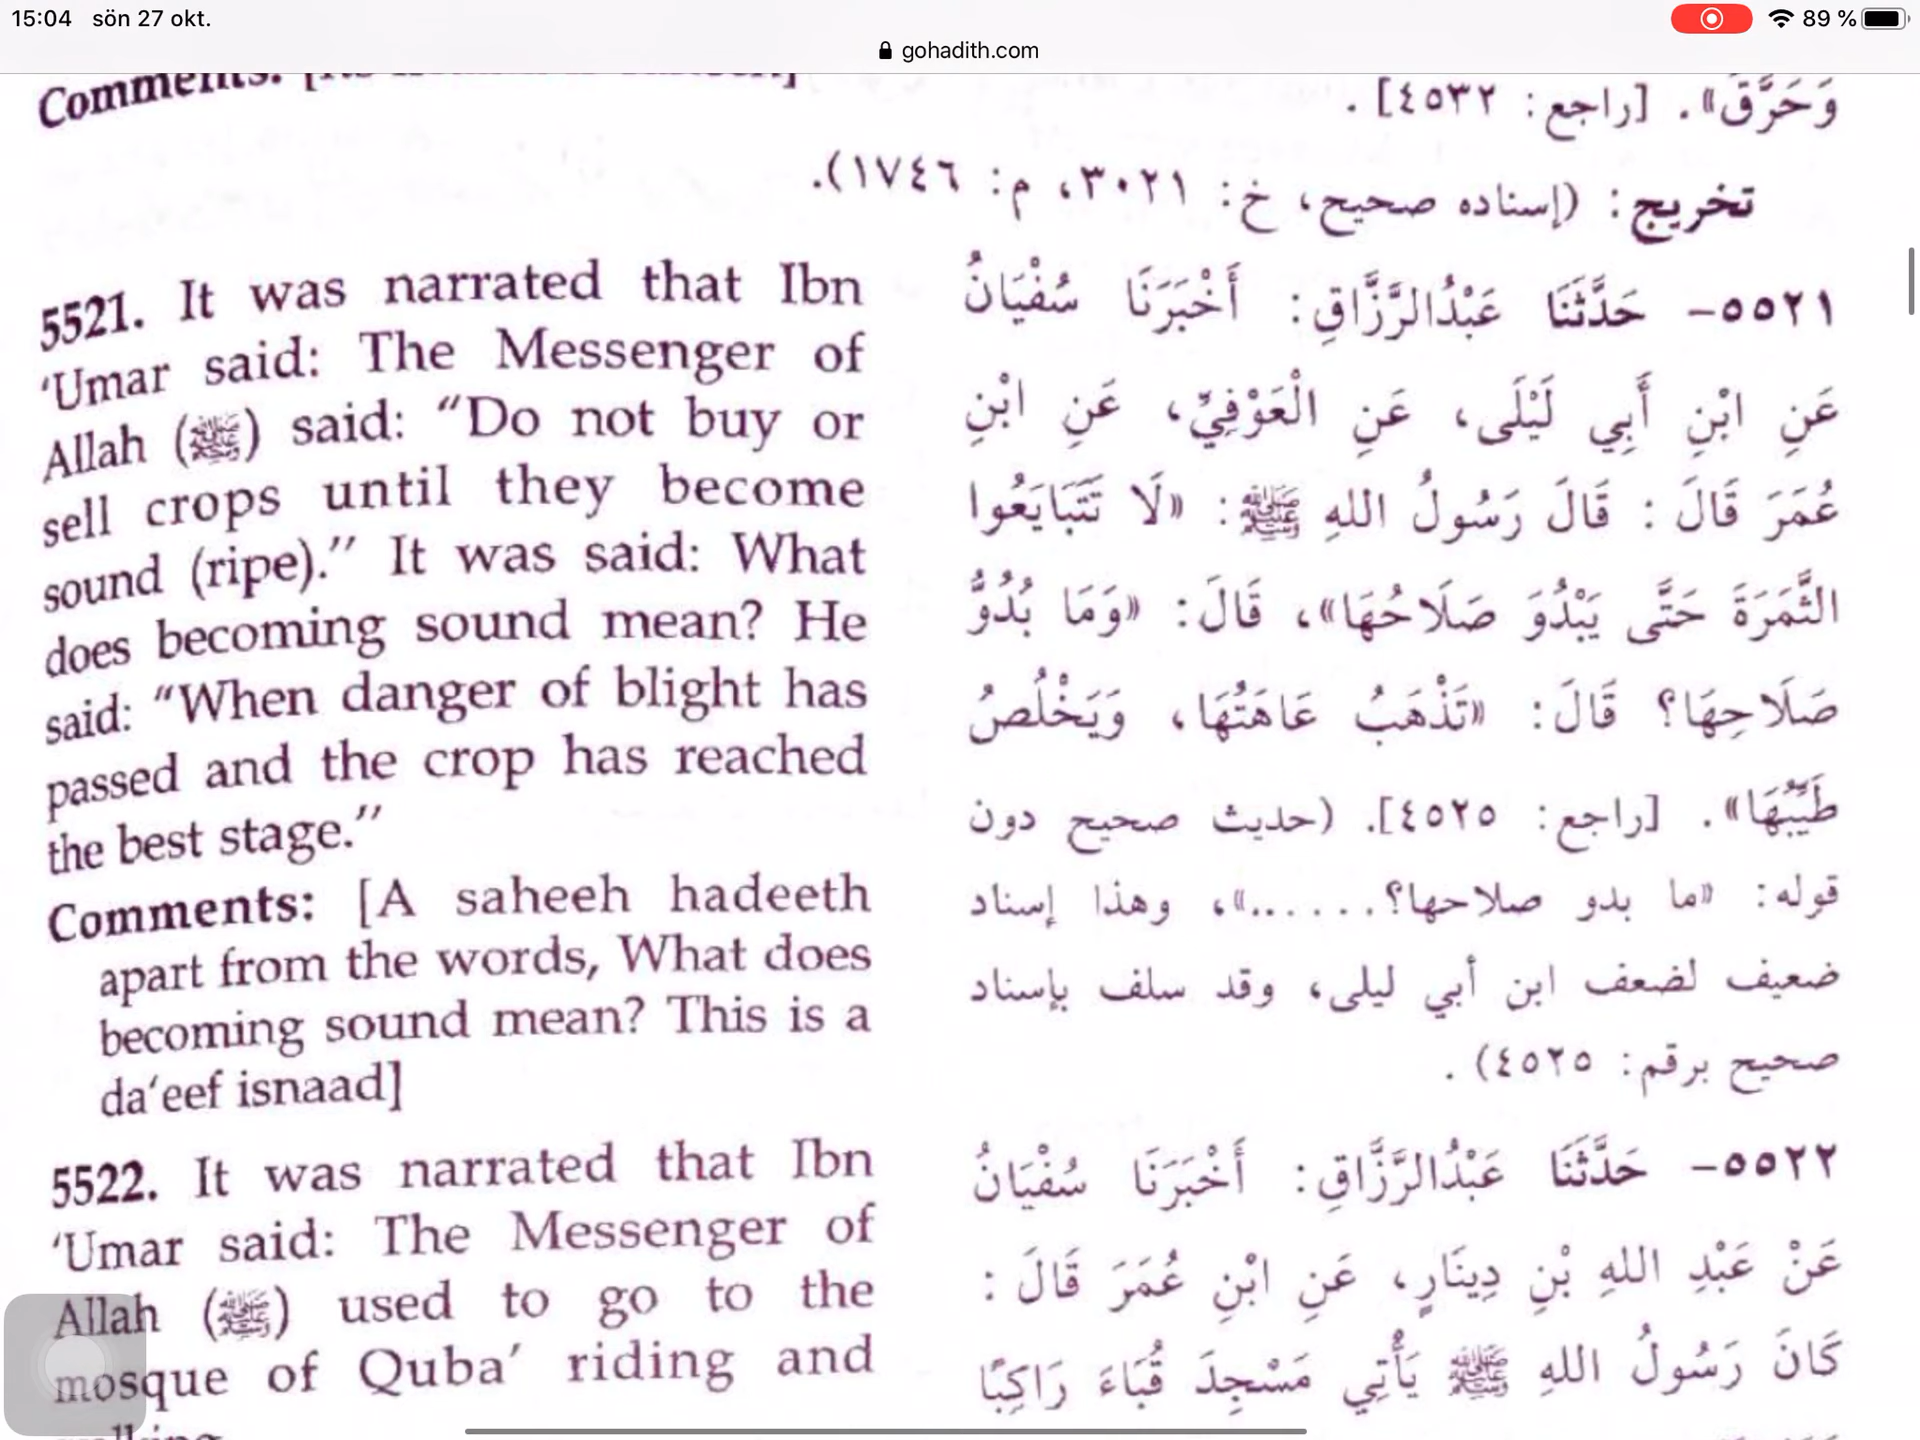 15:04 sön 27 okt.
89 %
gohadith.com
Comments:
5521. It was narrated that Ibn
‘Umar said: The Messenger of
Allah (ﷺ) said: “Do not buy or
sell crops until they become
sound (ripe).” It was said: What
does becoming sound mean? He
said: “When danger of blight has
passed and the crop has reached
the best stage.”
Comments: [A saheeh hadeeth
apart from the words, What does
becoming sound mean? This is a
da‘eef isnaad]
5522. It was narrated that Ibn
‘Umar said: The Messenger of
Allah (ﷺ) used to go to the
mosque of Quba’ riding and
وَحَرَّقَ». [راجع: ٤٥٣٢].
تخريج: (إسناده صحيح، خ: ٣٠٢١، م: ١٧٤٦).
٥٥٢١- حَدَّثَنَا عَبْدُالرَّزَّاقِ: أَخْبَرَنَا سُفْيَانُ
عَنِ ابْنِ أَبِي لَيْلَى، عَنِ الْعَوْفِيِّ، عَنِ ابْنِ
عُمَرَ قَالَ: قَالَ رَسُولُ اللهِ ﷺ: «لَا تَتَبَايَعُوا
الثَّمَرَةَ حَتَّى يَبْدُوَ صَلَاحُهَا»، قَالَ: «وَمَا بُدُوُّ
صَلَاحِهَا؟ قَالَ: «تَذْهَبُ عَاهَتُهَا، وَيَخْلُصُ
طَيِّبُهَا». [راجع: ٤٥٢٥]. (حديث صحيح دون
قوله: «ما بدو صلاحها؟......»، وهذا إسناد
ضعيف لضعف ابن أبي ليلى، وقد سلف بإسناد
صحيح برقم: ٤٥٢٥).
٥٥٢٢- حَدَّثَنَا عَبْدُالرَّزَّاقِ: أَخْبَرَنَا سُفْيَانُ
عَنْ عَبْدِ اللهِ بْنِ دِينَارٍ، عَنِ ابْنِ عُمَرَ قَالَ:
كَانَ رَسُولُ اللهِ ﷺ يَأْتِي مَسْجِدَ قُبَاءَ رَاكِبًا